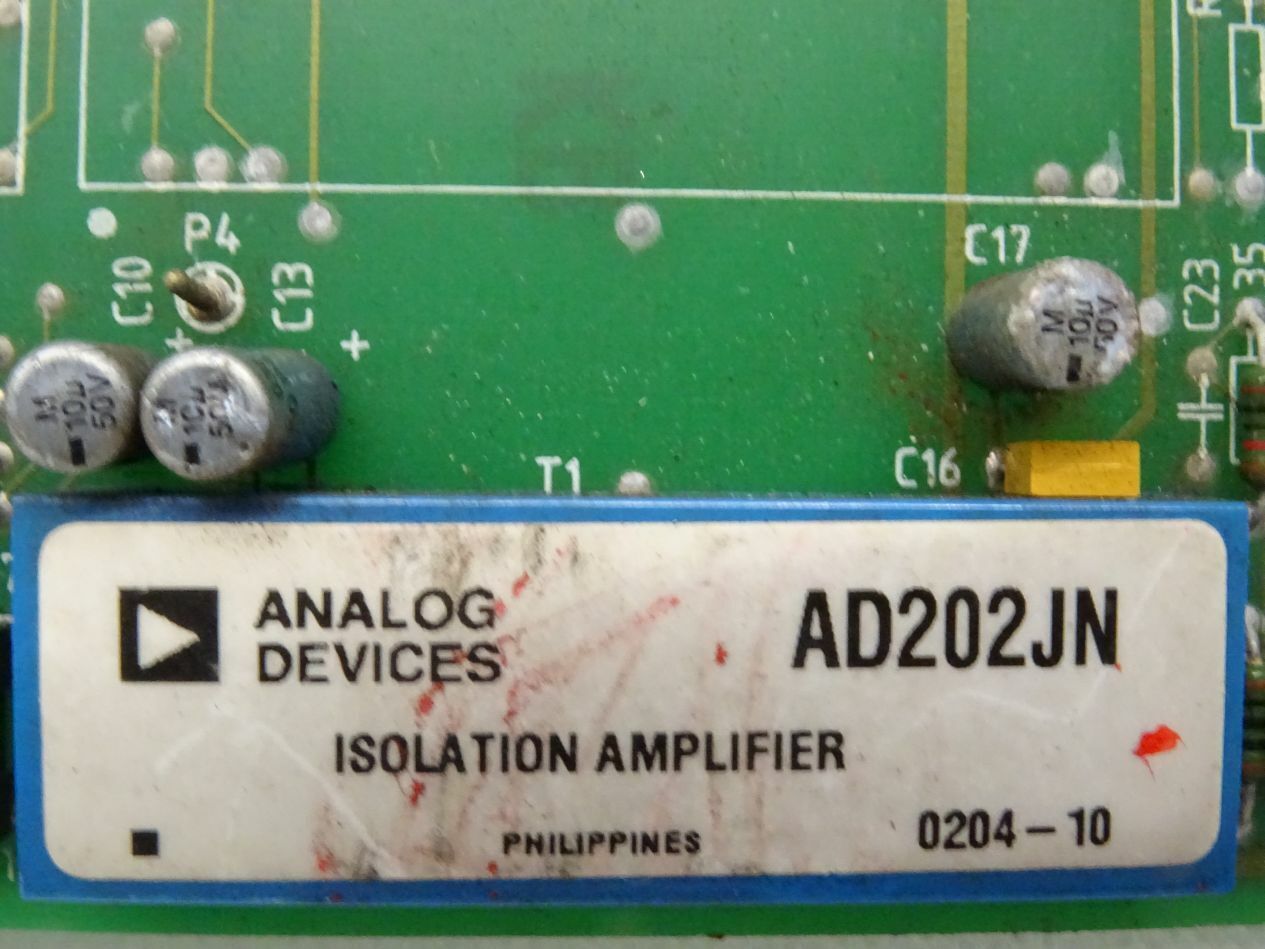 P4
C10
C13
+
+
C17
C23
35
M
10µ
50V
M
10µ
M
10µ
50V
T1
C16
ANALOG
DEVICES
AD202JN
ISOLATION AMPLIFIER
PHILIPPINES
0204-10